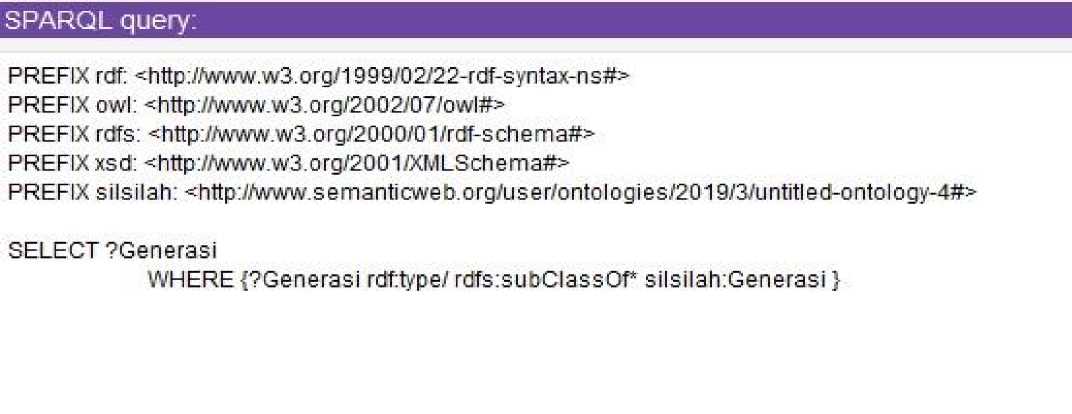 SPARQL query:
PREFIX rdf: <http://www.w3.org/1999/02/22-rdf-syntax-ns#>
PREFIX owl: <http://www.w3.org/2002/07/owl#>
PREFIX rdfs: <http://www.w3.org/2000/01/rdf-schema#>
PREFIX xsd: <http://www.w3.org/2001/XMLSchema#>
PREFIX silsilah: <http://www.semanticweb.org/user/ontologies/2019/3/untitled-ontology-4#>
SELECT ?Generasi
WHERE {?Generasi rdf:type/ rdfs:subClassOf* silsilah:Generasi }